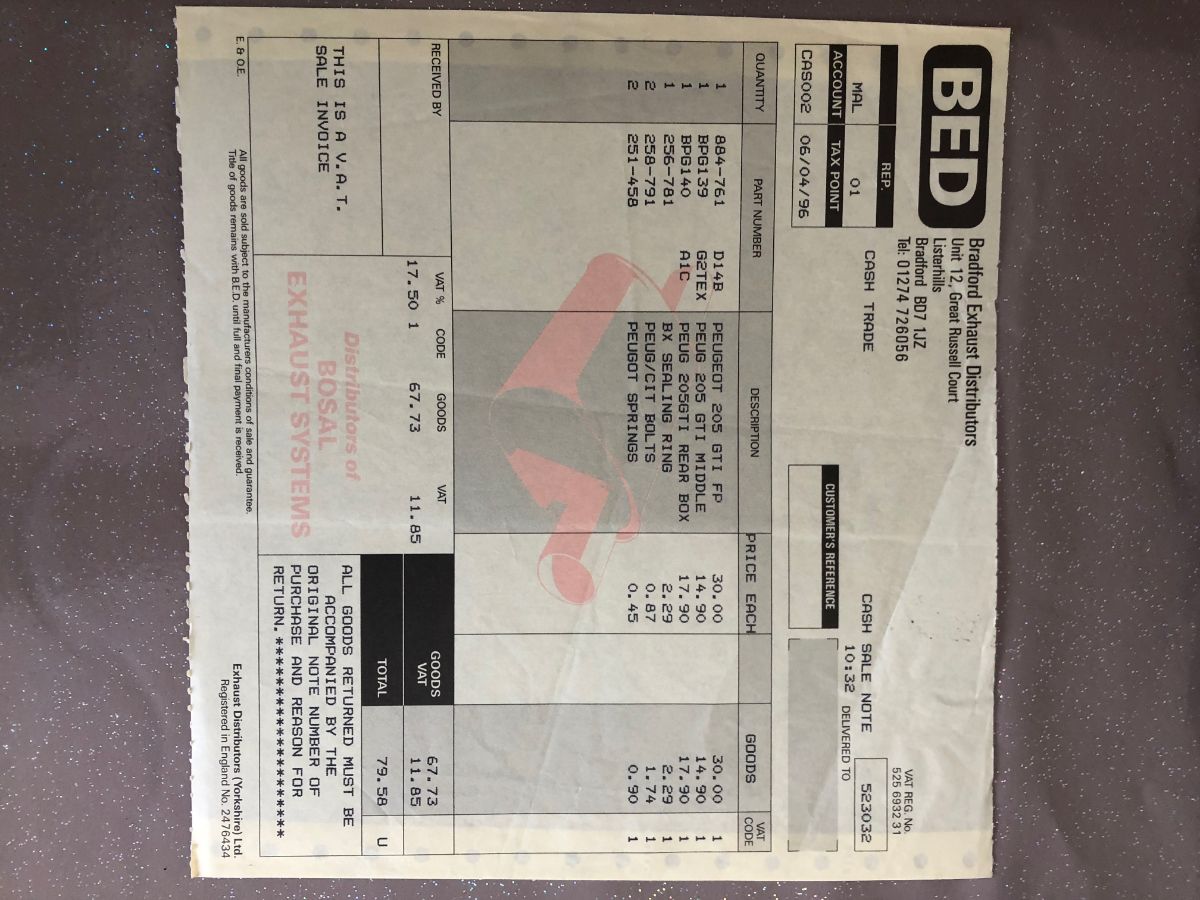 BED
Bradford Exhaust Distributors
Unit 12, Great Russell Court
Listerhills
Bradford BD7 1JZ
Tel: 01274 726056
VAT REG. No.
525 6932 31
REP.
MAL 01
CASH TRADE
CASH SALE NOTE 523032
10:32 DELIVERED TO
ACCOUNT TAX POINT
CAS002 06/04/96
CUSTOMER'S REFERENCE
QUANTITY PART NUMBER DESCRIPTION PRICE EACH GOODS VAT CODE
1 884-761 D14B PEUGEOT 205 GTI FP 30.00 30.00 1
1 BPG139 G2TEX PEUG 205 GTI MIDDLE 14.90 14.90 1
1 BPG140 A1C PEUG 205GTI REAR BOX 17.90 17.90 1
1 256-781 BX SEALING RING 2.29 2.29 1
2 258-791 PEUG/CIT BOLTS 0.87 1.74 1
2 251-458 PEUGOT SPRINGS 0.45 0.90 1
RECEIVED BY
VAT % CODE GOODS VAT
17.50 1 67.73 11.85
GOODS 67.73
VAT 11.85
TOTAL 79.58 U
THIS IS A V.A.T.
SALE INVOICE
Distributors of
BOSAL
EXHAUST SYSTEMS
ALL GOODS RETURNED MUST BE
ACCOMPANIED BY THE
ORIGINAL NOTE NUMBER OF
PURCHASE AND REASON FOR
RETURN.*******************
E. & O.E.
All goods are sold subject to the manufacturers conditions of sale and guarantee.
Title of goods remains with B.E.D. until full and final payment is received.
Exhaust Distributors (Yorkshire) Ltd.
Registered in England No. 2476434